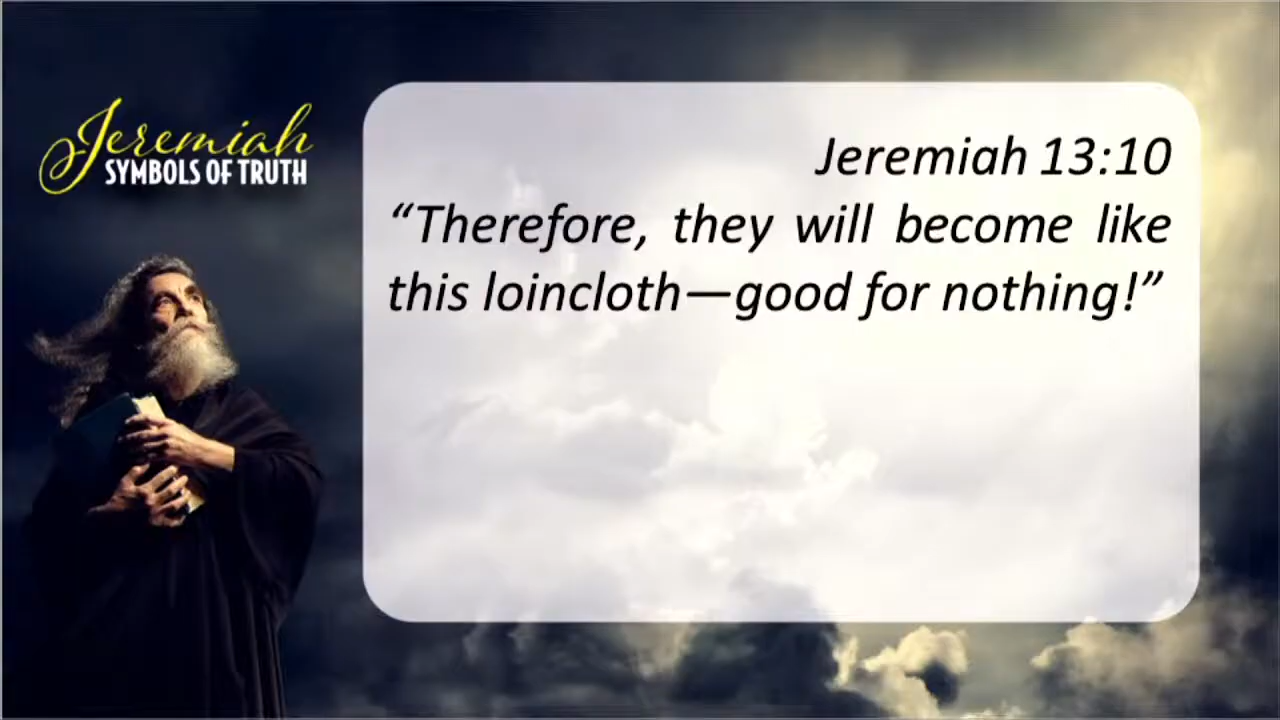 Jeremiah
SYMBOLS OF TRUTH
Jeremiah 13:10
“Therefore, they will become like
this loincloth—good for nothing!”